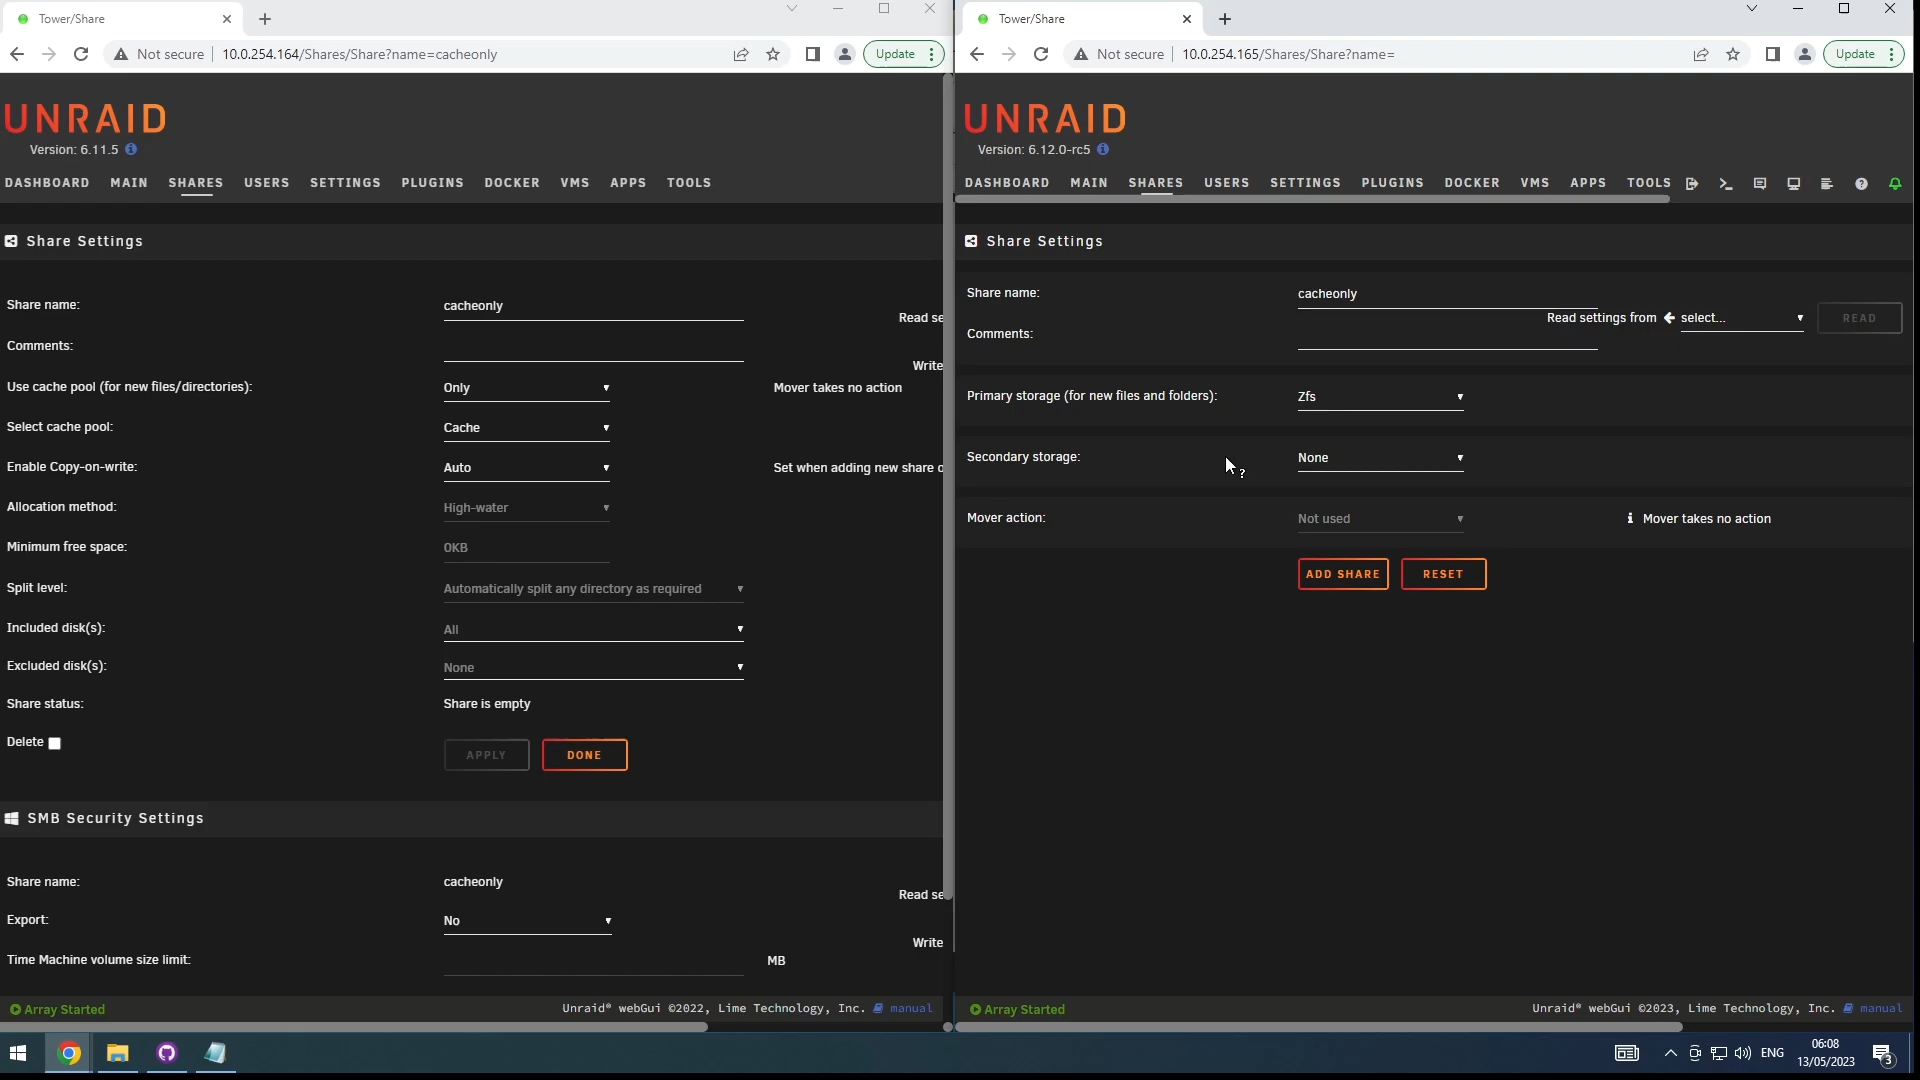 Tower/Share
Not secure
10.0.254.164/Shares/Share?name=cacheonly
Update
UNRAID
Version: 6.11.5
DASHBOARD MAIN SHARES USERS SETTINGS PLUGINS DOCKER VMS APPS TOOLS
Share Settings
Share name:
cacheonly
Read se
Comments:
Write
Use cache pool (for new files/directories):
Only
Mover takes no action
Select cache pool:
Cache
Enable Copy-on-write:
Auto
Set when adding new share o
Allocation method:
High-water
Minimum free space:
0KB
Split level:
Automatically split any directory as required
Included disk(s):
All
Excluded disk(s):
None
Share status:
Share is empty
Delete
APPLY
DONE
SMB Security Settings
Share name:
cacheonly
Read se
Export:
No
Write
Time Machine volume size limit:
MB
Array Started
Unraid® webGui ©2022, Lime Technology, Inc. manual
Tower/Share
Not secure
10.0.254.165/Shares/Share?name=
Update
UNRAID
Version: 6.12.0-rc5
DASHBOARD MAIN SHARES USERS SETTINGS PLUGINS DOCKER VMS APPS TOOLS
Share Settings
Share name:
cacheonly
Read settings from
select...
READ
Comments:
Primary storage (for new files and folders):
Zfs
Secondary storage:
None
Mover action:
Not used
Mover takes no action
ADD SHARE
RESET
Array Started
Unraid® webGui ©2023, Lime Technology, Inc. manual
ENG
06:08
13/05/2023
3